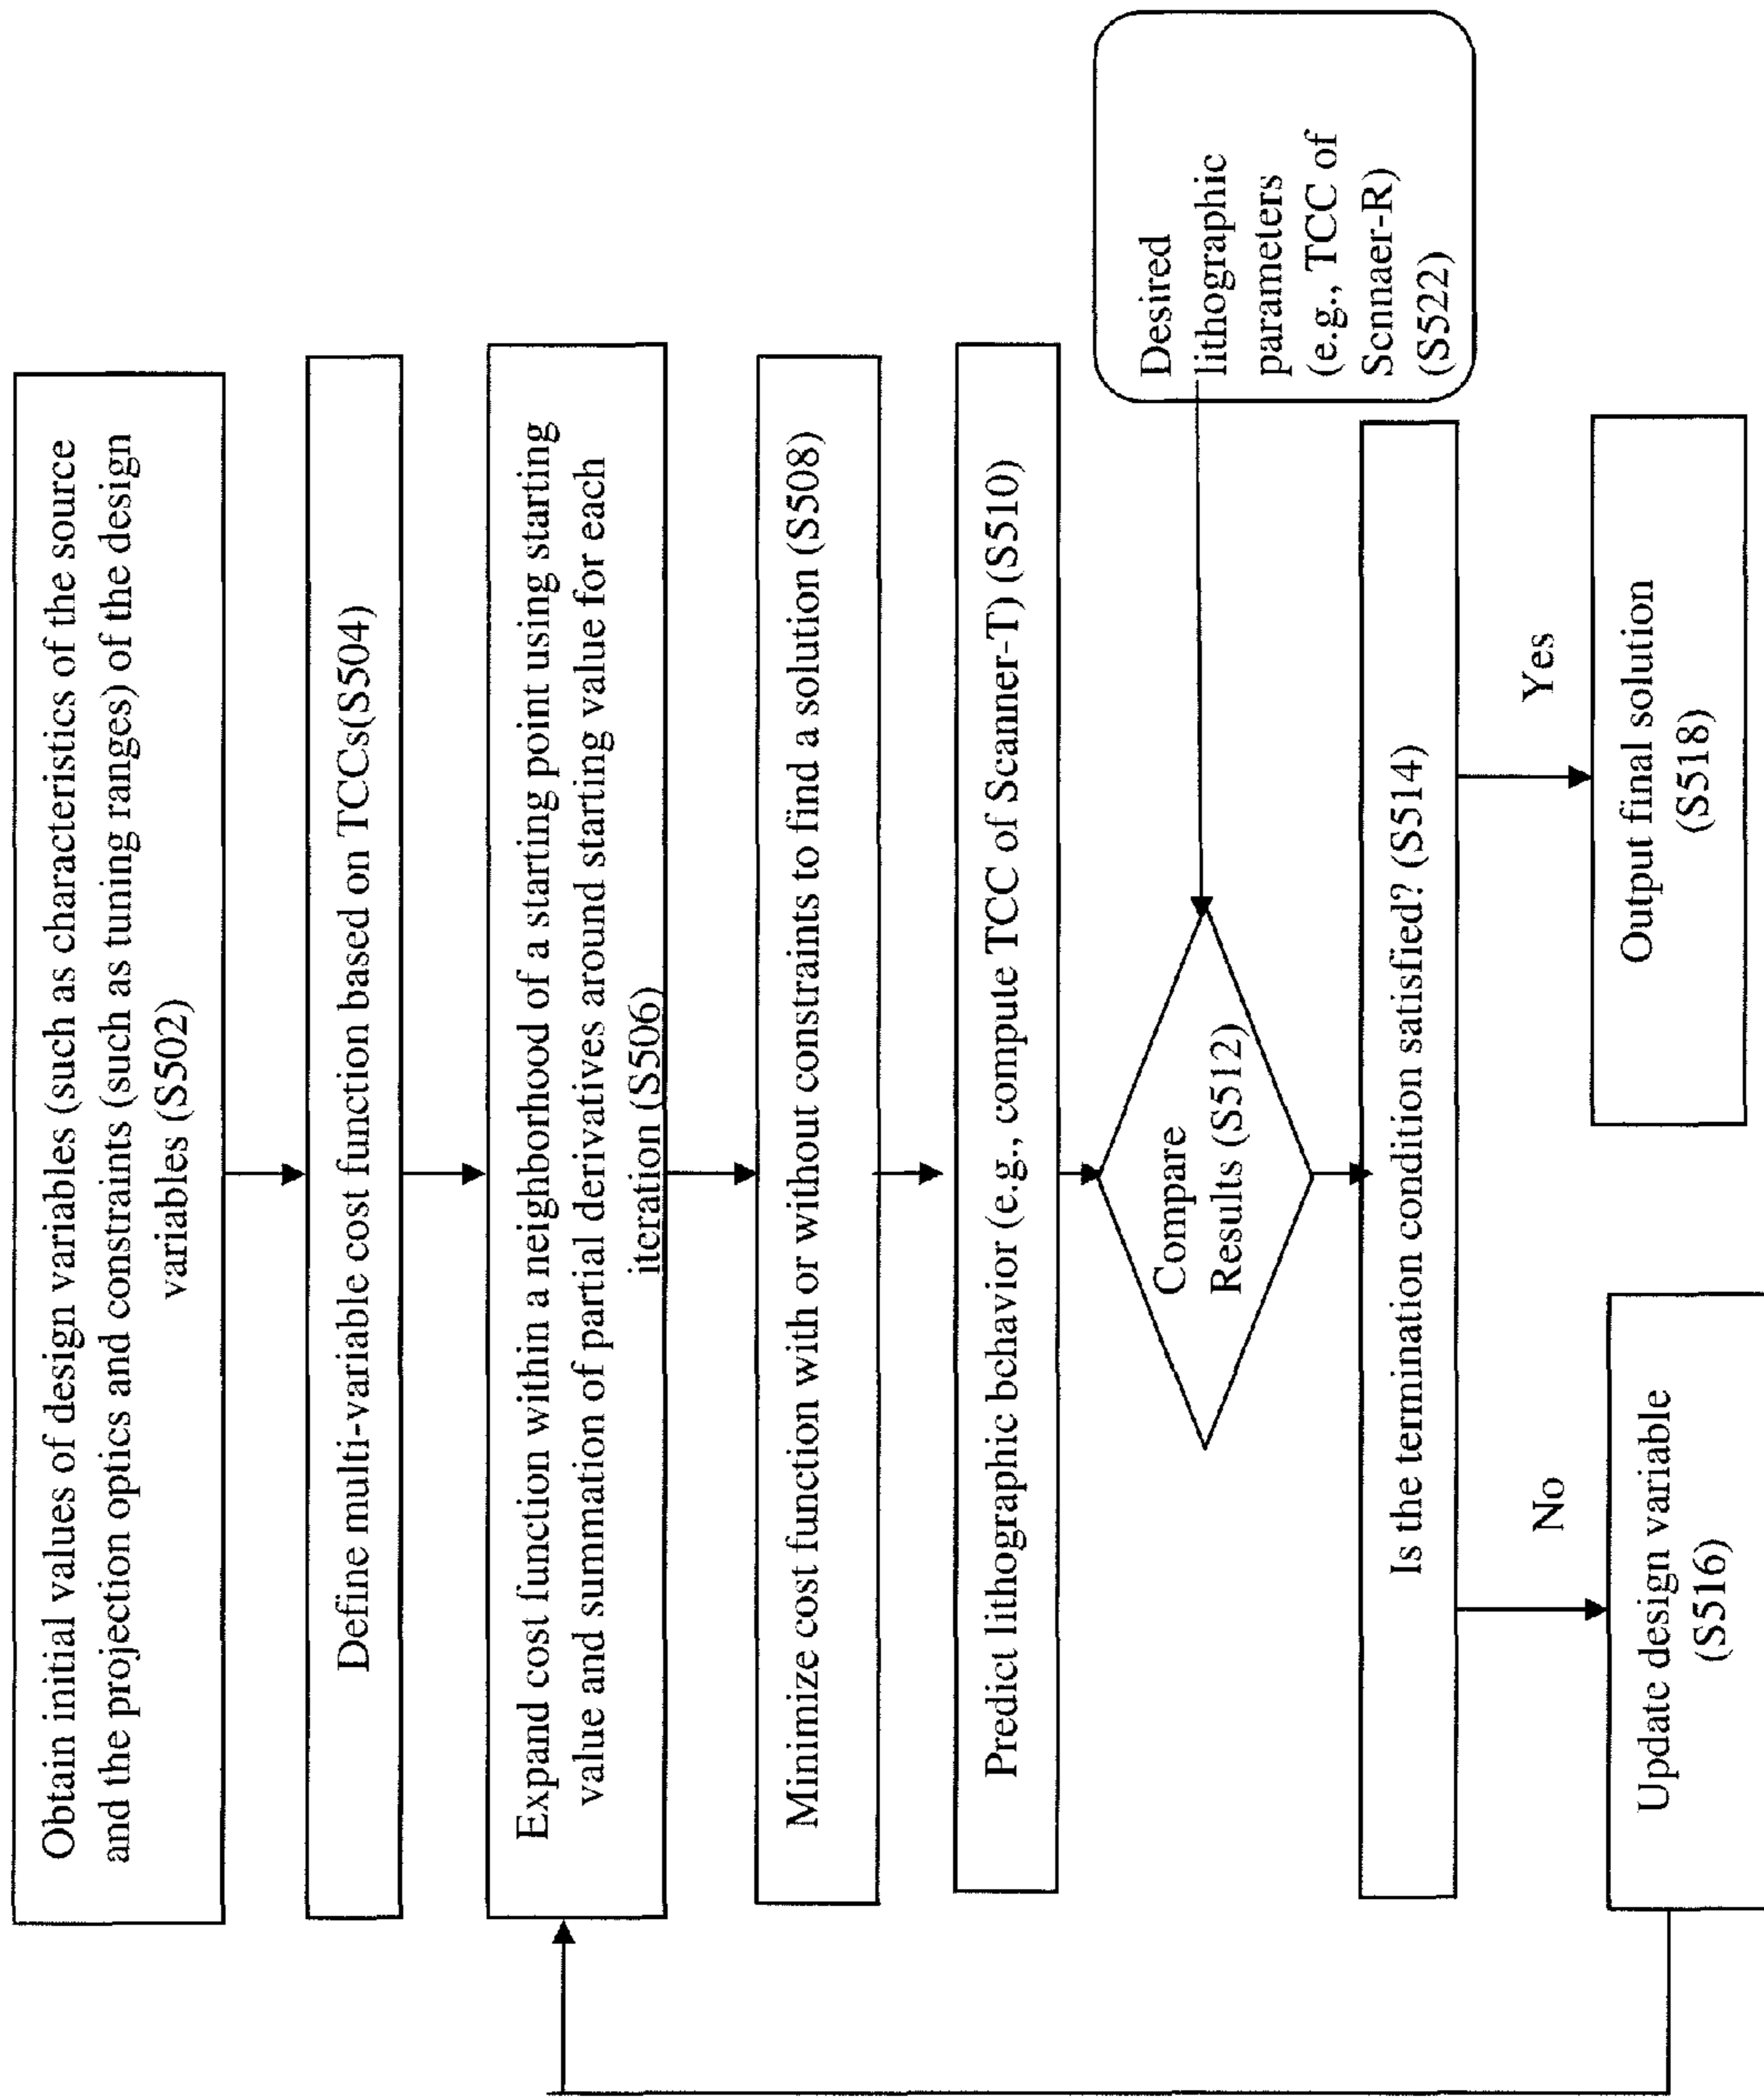 Obtain initial values of design variables (such as characteristics of the source
and the projection optics and constraints (such as tuning ranges) of the design
variables (S502)
Define multi-variable cost function based on TCCs(S504)
Expand cost function within a neighborhood of a starting point using starting
value and summation of partial derivatives around starting value for each
iteration (S506)
Minimize cost function with or without constraints to find a solution (S508)
Predict lithographic behavior (e.g., compute TCC of Scanner-T) (S510)
Desired
lithographic
parameters
(e.g., TCC of
Scnnaer-R)
(S522)
Compare
Results (S512)
Is the termination condition satisfied? (S514)
No
Yes
Update design variable
(S516)
Output final solution
(S518)